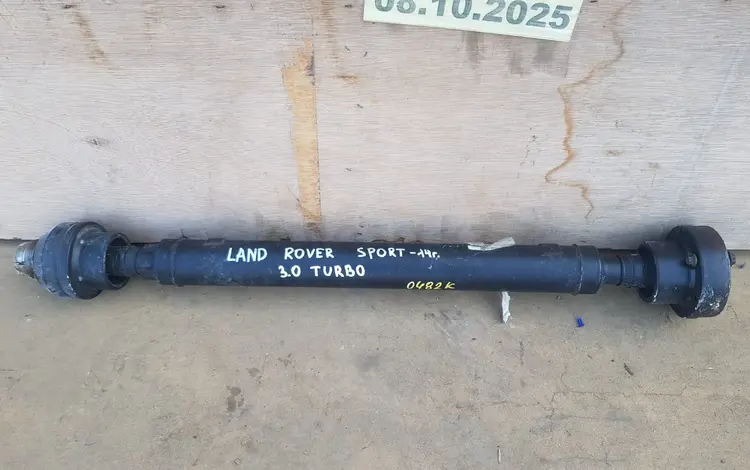 08.10.2025
LAND ROVER SPORT-14г.
3.0 TURBO
0482K